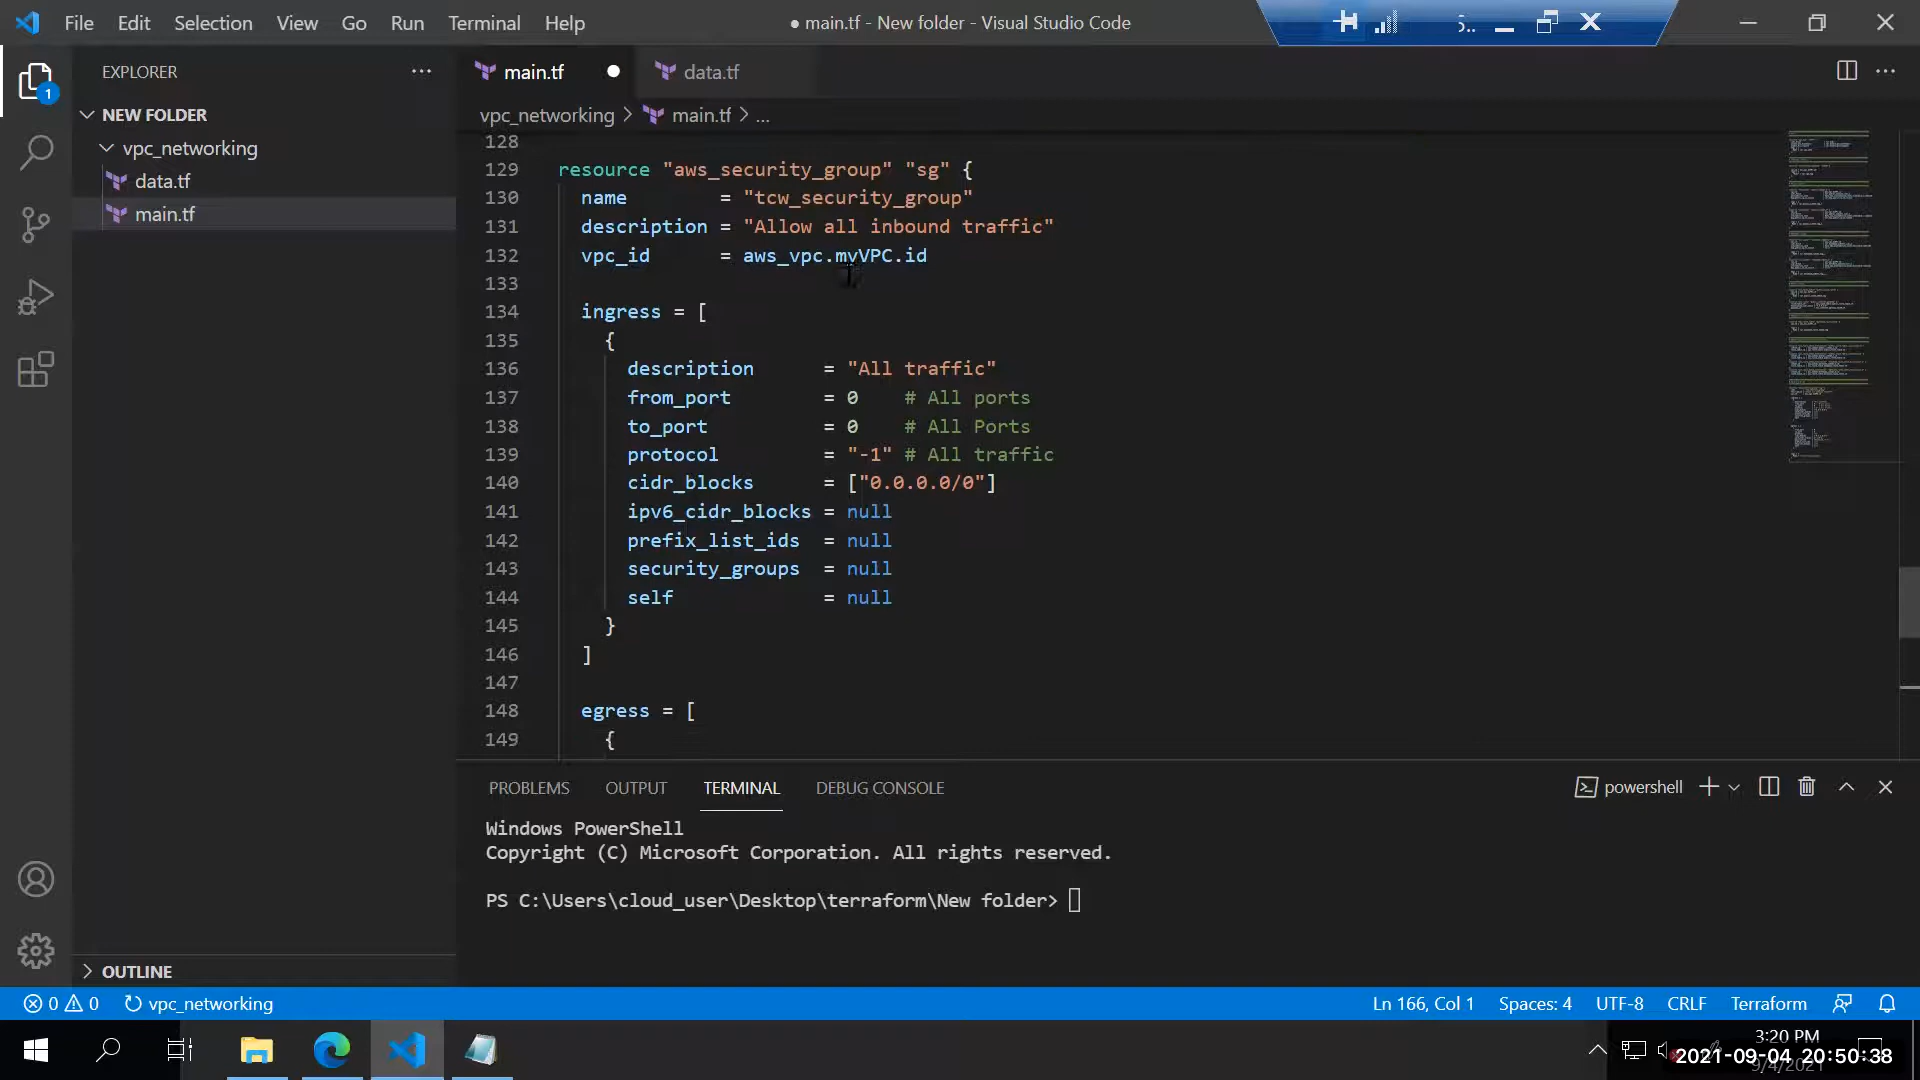 File Edit Selection View Go Run Terminal Help
● main.tf - New folder - Visual Studio Code
S..
EXPLORER
main.tf
data.tf
NEW FOLDER
vpc_networking
data.tf
main.tf
vpc_networking > main.tf > ...
128
129 resource "aws_security_group" "sg" {
130 name = "tcw_security_group"
131 description = "Allow all inbound traffic"
132 vpc_id = aws_vpc.myVPC.id
133
134 ingress = [
135 {
136 description = "All traffic"
137 from_port = 0 # All ports
138 to_port = 0 # All Ports
139 protocol = "-1" # All traffic
140 cidr_blocks = ["0.0.0.0/0"]
141 ipv6_cidr_blocks = null
142 prefix_list_ids = null
143 security_groups = null
144 self = null
145 }
146 ]
147
148 egress = [
149 {
PROBLEMS OUTPUT TERMINAL DEBUG CONSOLE
powershell
Windows PowerShell
Copyright (C) Microsoft Corporation. All rights reserved.
PS C:\Users\cloud_user\Desktop\terraform\New folder>
OUTLINE
1
0 0 vpc_networking
Ln 166, Col 1 Spaces: 4 UTF-8 CRLF Terraform
3:20 PM
2021-09-04 20:50:38
9/4/2021